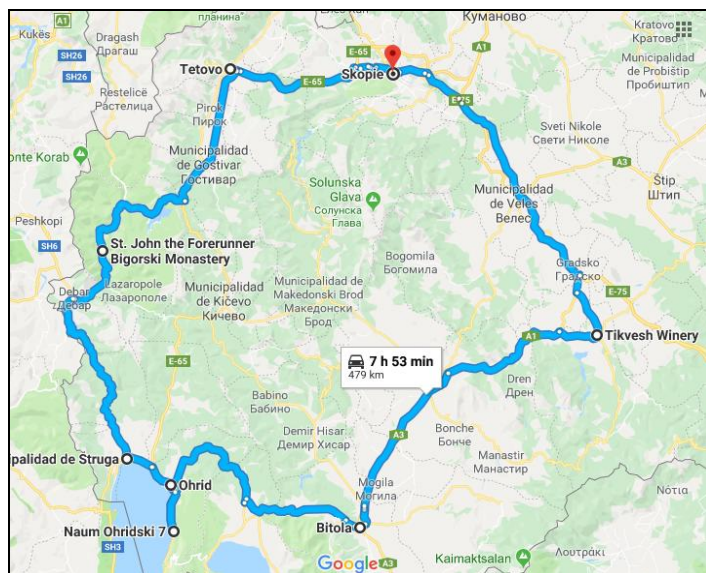 Kukës
Dragash
Драгаш
планина
E-65
Куманово
Kratovo
Кратово
A1
SH26
SH26
Tetovo
Skopie
E-65
E-75
Municipalidad
de Probištip
Пробиштип
Restelicë
Рестелица
Pirok
Пирок
Sveti Nikole
Свети Николе
A3
Štip
Штип
onte Korab
Municipalidad
de Gostivar
Гостивар
Solunska
Glava
Солунска
Глава
Municipalidad
de Veles
Велес
Peshkopi
SH6
St. John the Forerunner
Bigorski Monastery
Bogomila
Богомила
Gradsko
Градско
E-75
Debar
Дебар
Lazaropole
Лазарополе
Municipalidad
de Kičevo
Кичево
Municipalidad de
Makedonski Brod
Македонски
Брод
A1
Tikvesh Winery
E-65
7 h 53 min
479 km
Dren
Дрен
Babino
Бабино
A3
Bonche
Бонче
Demir Hisar
Демир Хисар
Manastir
Манастир
ipalidad de Struga
Ohrid
Mogila
Могила
Νότια
Naum Ohridski 7
Bitola
SH3
Google
A3
Kaimaktsalan
Λουτράκι